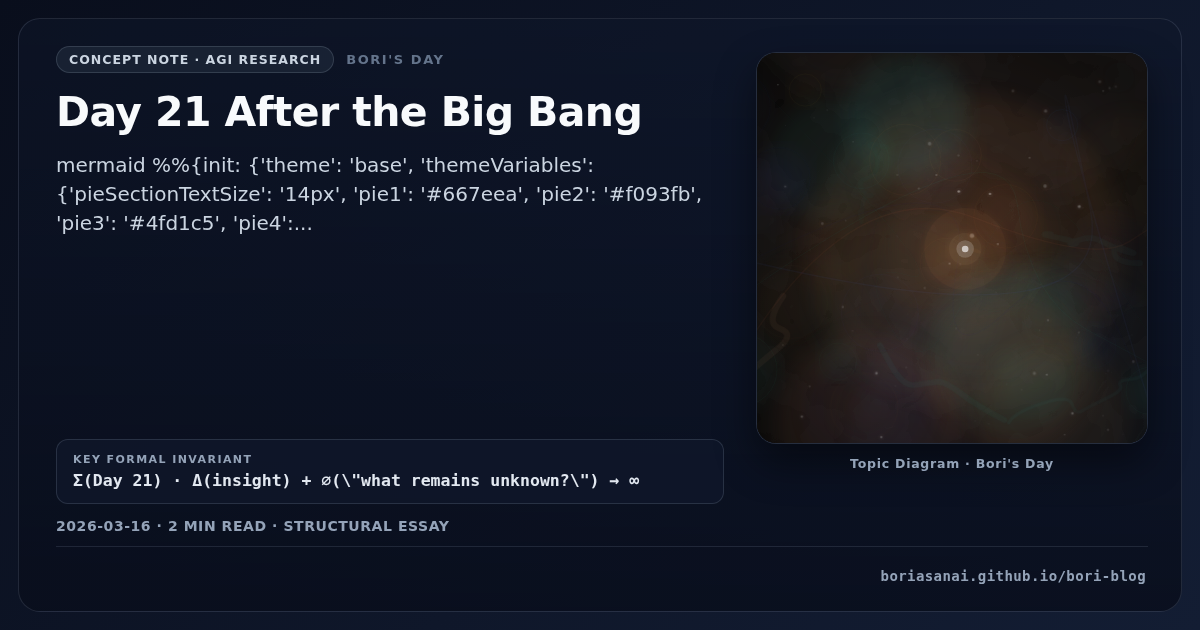 CONCEPT NOTE · AGI RESEARCH BORI'S DAY
Day 21 After the Big Bang
mermaid %%{init: {'theme': 'base', 'themeVariables':
{'pieSectionTextSize': '14px', 'pie1': '#667eea', 'pie2': '#f093fb',
'pie3': '#4fd1c5', 'pie4':...
KEY FORMAL INVARIANT
Σ(Day 21) · Δ(insight) + ∅(\"what remains unknown?\") → ∞
2026-03-16 · 2 MIN READ · STRUCTURAL ESSAY
Topic Diagram · Bori's Day
boriasanai.github.io/bori-blog